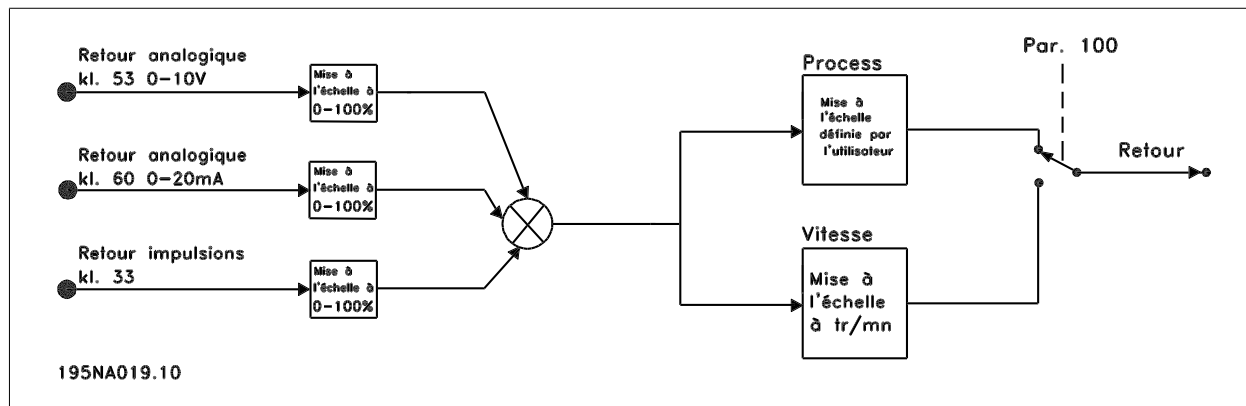 Retour analogique
kl. 53 0-10V
Mise à
l'échelle à
0-100%
Retour analogique
kl. 60 0-20mA
Mise à
l'échelle à
0-100%
Retour impulsions
kl. 33
Mise à
l'échelle à
0-100%
Process
Mise à
l'échelle
définie par
l'utilisateur
Vitesse
Mise à
l'échelle
à tr/mn
Par. 100
Retour
195NA019.10